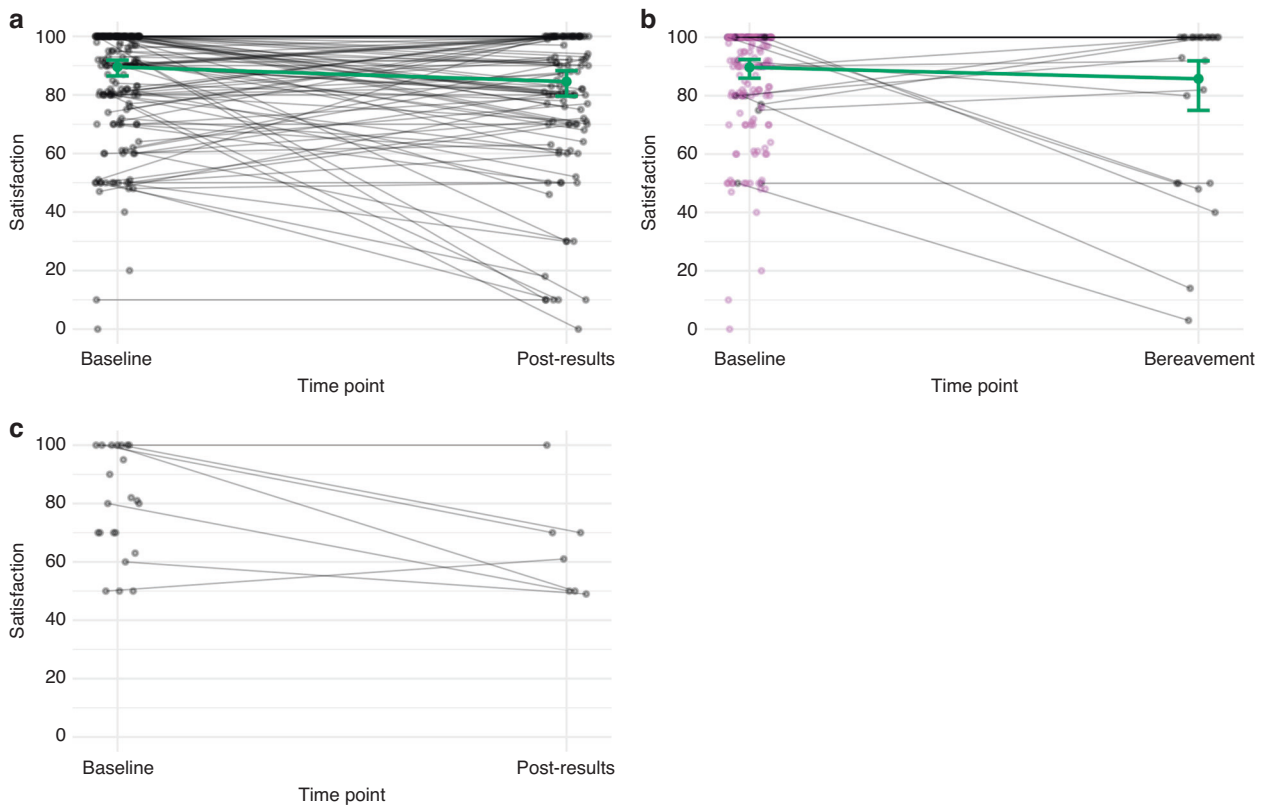 a
100
80
60
40
20
0
Satisfaction
Baseline
Post-results
Time point
b
100
80
60
40
20
0
Satisfaction
Baseline
Bereavement
Time point
c
100
80
60
40
20
0
Satisfaction
Baseline
Post-results
Time point